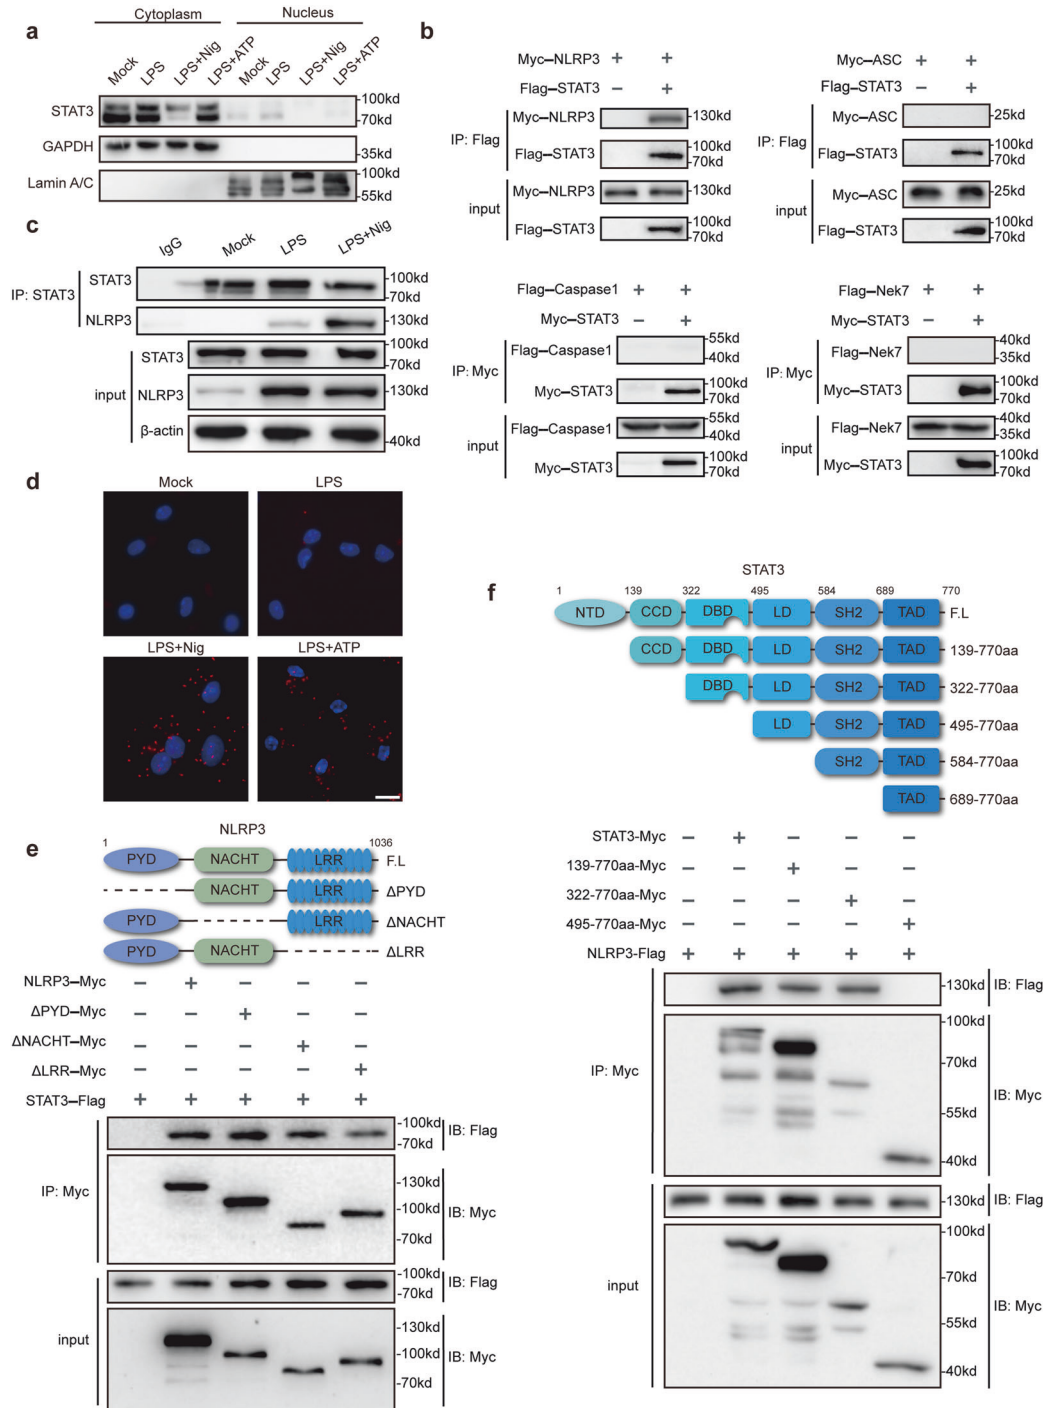 a
Cytoplasm Nucleus
Mock LPS LPS+Nig LPS+ATP Mock LPS LPS+Nig LPS+ATP
STAT3 -100kd
-70kd
GAPDH -35kd
Lamin A/C -100kd
-55kd
b
Myc–NLRP3 + +
Flag–STAT3 − +
IP: Flag
Myc–NLRP3 -130kd
Flag–STAT3 -100kd
-70kd
input
Myc–NLRP3 -130kd
Flag–STAT3 -100kd
-70kd
Myc–ASC + +
Flag–STAT3 − +
IP: Flag
Myc–ASC -25kd
Flag–STAT3 -100kd
-70kd
input
Myc–ASC -25kd
Flag–STAT3 -100kd
-70kd
Flag–Caspase1 + +
Myc–STAT3 − +
IP: Myc
Flag–Caspase1 -55kd
-40kd
Myc–STAT3 -100kd
-70kd
input
Flag–Caspase1 -55kd
-40kd
Myc–STAT3 -100kd
-70kd
Flag–Nek7 + +
Myc–STAT3 − +
IP: Myc
Flag–Nek7 -40kd
-35kd
Myc–STAT3 -100kd
-70kd
input
Flag–Nek7 -40kd
-35kd
Myc–STAT3 -100kd
-70kd
c
IgG Mock LPS LPS+Nig
IP: STAT3
STAT3 -100kd
-70kd
NLRP3 -130kd
input
STAT3 -100kd
-70kd
NLRP3 -130kd
β-actin -40kd
d
Mock LPS
LPS+Nig LPS+ATP
e
NLRP3
1 1036
PYD NACHT LRR F.L
NACHT LRR ΔPYD
PYD LRR ΔNACHT
PYD NACHT ΔLRR
NLRP3–Myc − + − − −
ΔPYD–Myc − − + − −
ΔNACHT–Myc − − − + −
ΔLRR–Myc − − − − +
STAT3–Flag + + + + +
IP: Myc
-100kd
-70kd
IB: Flag
-130kd
-100kd
-70kd
IB: Myc
input
-100kd
-70kd
IB: Flag
-130kd
-100kd
-70kd
IB: Myc
f
STAT3
1 139 322 495 584 689 770
NTD CCD DBD LD SH2 TAD F.L
CCD DBD LD SH2 TAD 139-770aa
DBD LD SH2 TAD 322-770aa
LD SH2 TAD 495-770aa
SH2 TAD 584-770aa
TAD 689-770aa
STAT3-Myc − + − − −
139-770aa-Myc − − + − −
322-770aa-Myc − − − + −
495-770aa-Myc − − − − +
NLRP3-Flag + + + + +
IP: Myc
-130kd IB: Flag
-100kd
-70kd
-55kd
-40kd
IB: Myc
input
-130kd IB: Flag
-100kd
-70kd
-55kd
-40kd
IB: Myc